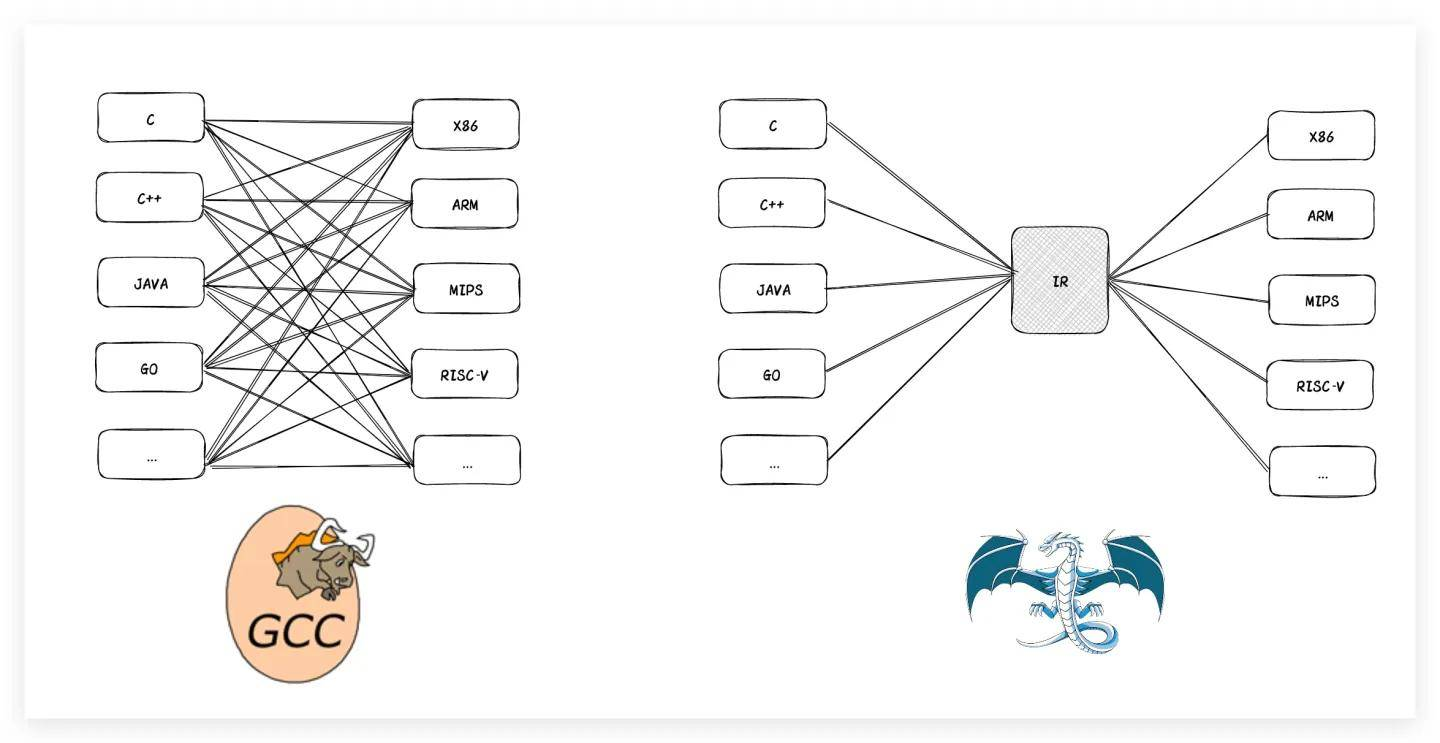 C
C++
JAVA
GO
...
X86
ARM
MIPS
RISC-V
...
GCC
C
C++
JAVA
GO
...
IR
X86
ARM
MIPS
RISC-V
...